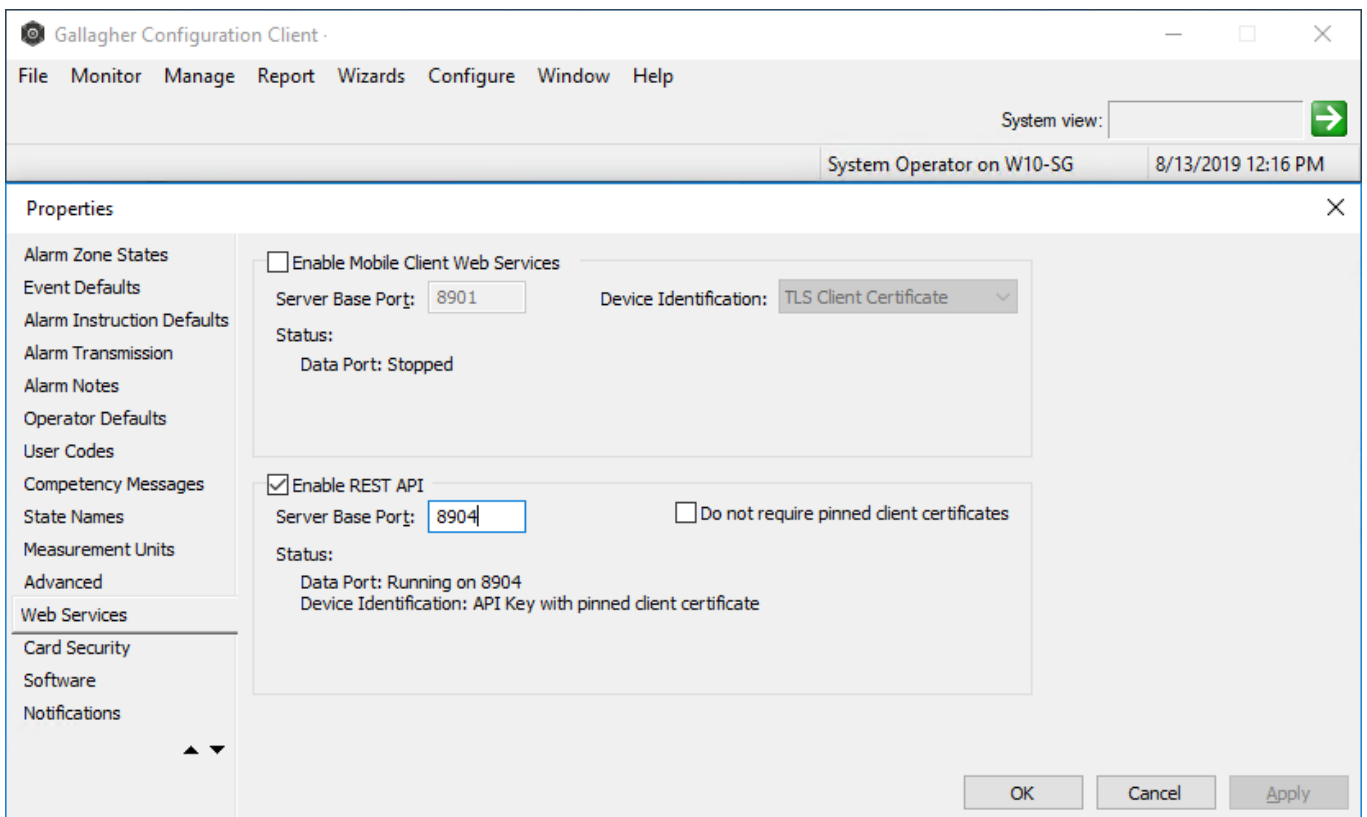 Gallagher Configuration Client -
File Monitor Manage Report Wizards Configure Window Help
System view:
System Operator on W10-SG 8/13/2019 12:16 PM
Properties
Alarm Zone States
Event Defaults
Alarm Instruction Defaults
Alarm Transmission
Alarm Notes
Operator Defaults
User Codes
Competency Messages
State Names
Measurement Units
Advanced
Web Services
Card Security
Software
Notifications
Enable Mobile Client Web Services
Server Base Port: 8901 Device Identification: TLS Client Certificate
Status:
Data Port: Stopped
Enable REST API
Server Base Port: 8904 Do not require pinned client certificates
Status:
Data Port: Running on 8904
Device Identification: API Key with pinned client certificate
OK Cancel Apply